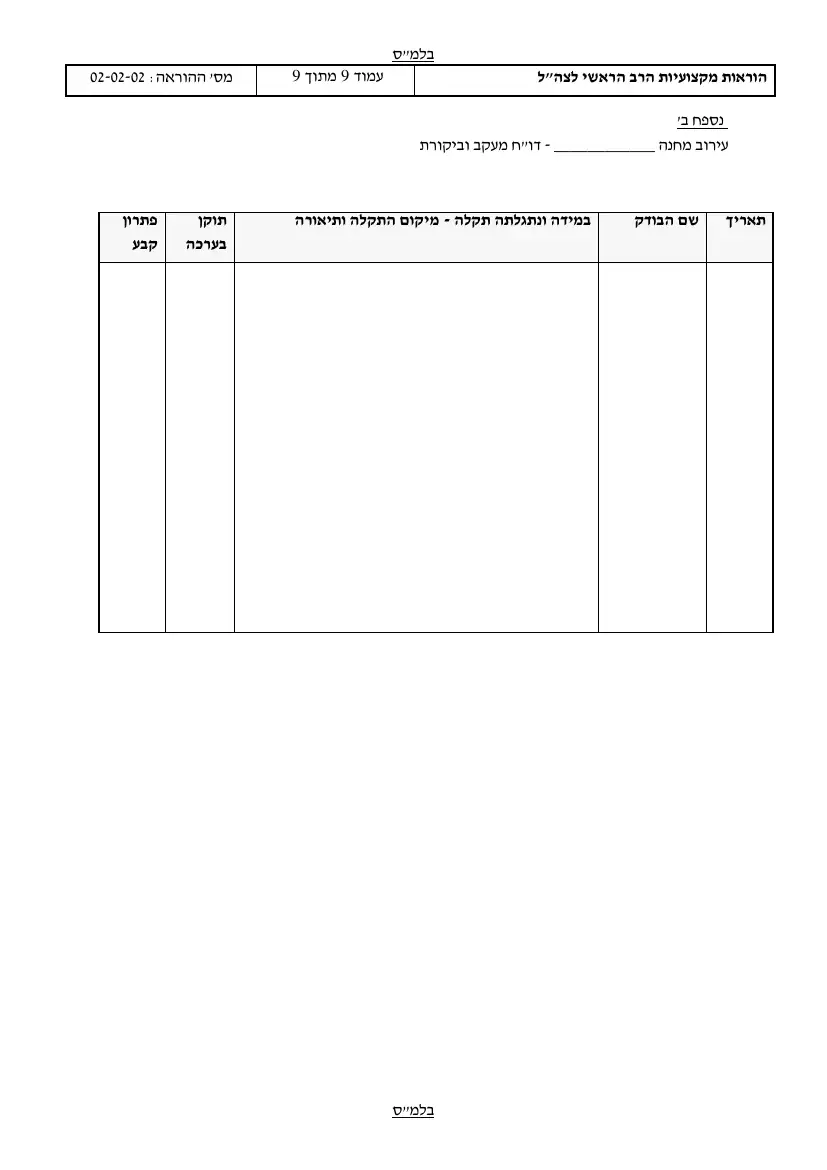 בלמ"ס
הוראות מקצועיות הרב הראשי לצה"ל עמוד 9 מתוך 9 מס' ההוראה : 02-02-02
נספח ב'
עירוב מחנה ____________ - דו"ח מעקב וביקורת
תאריך שם הבודק במידה ונתגלתה תקלה - מיקום התקלה ותיאורה תוקן פתרון
בערכה קבע
בלמ"ס